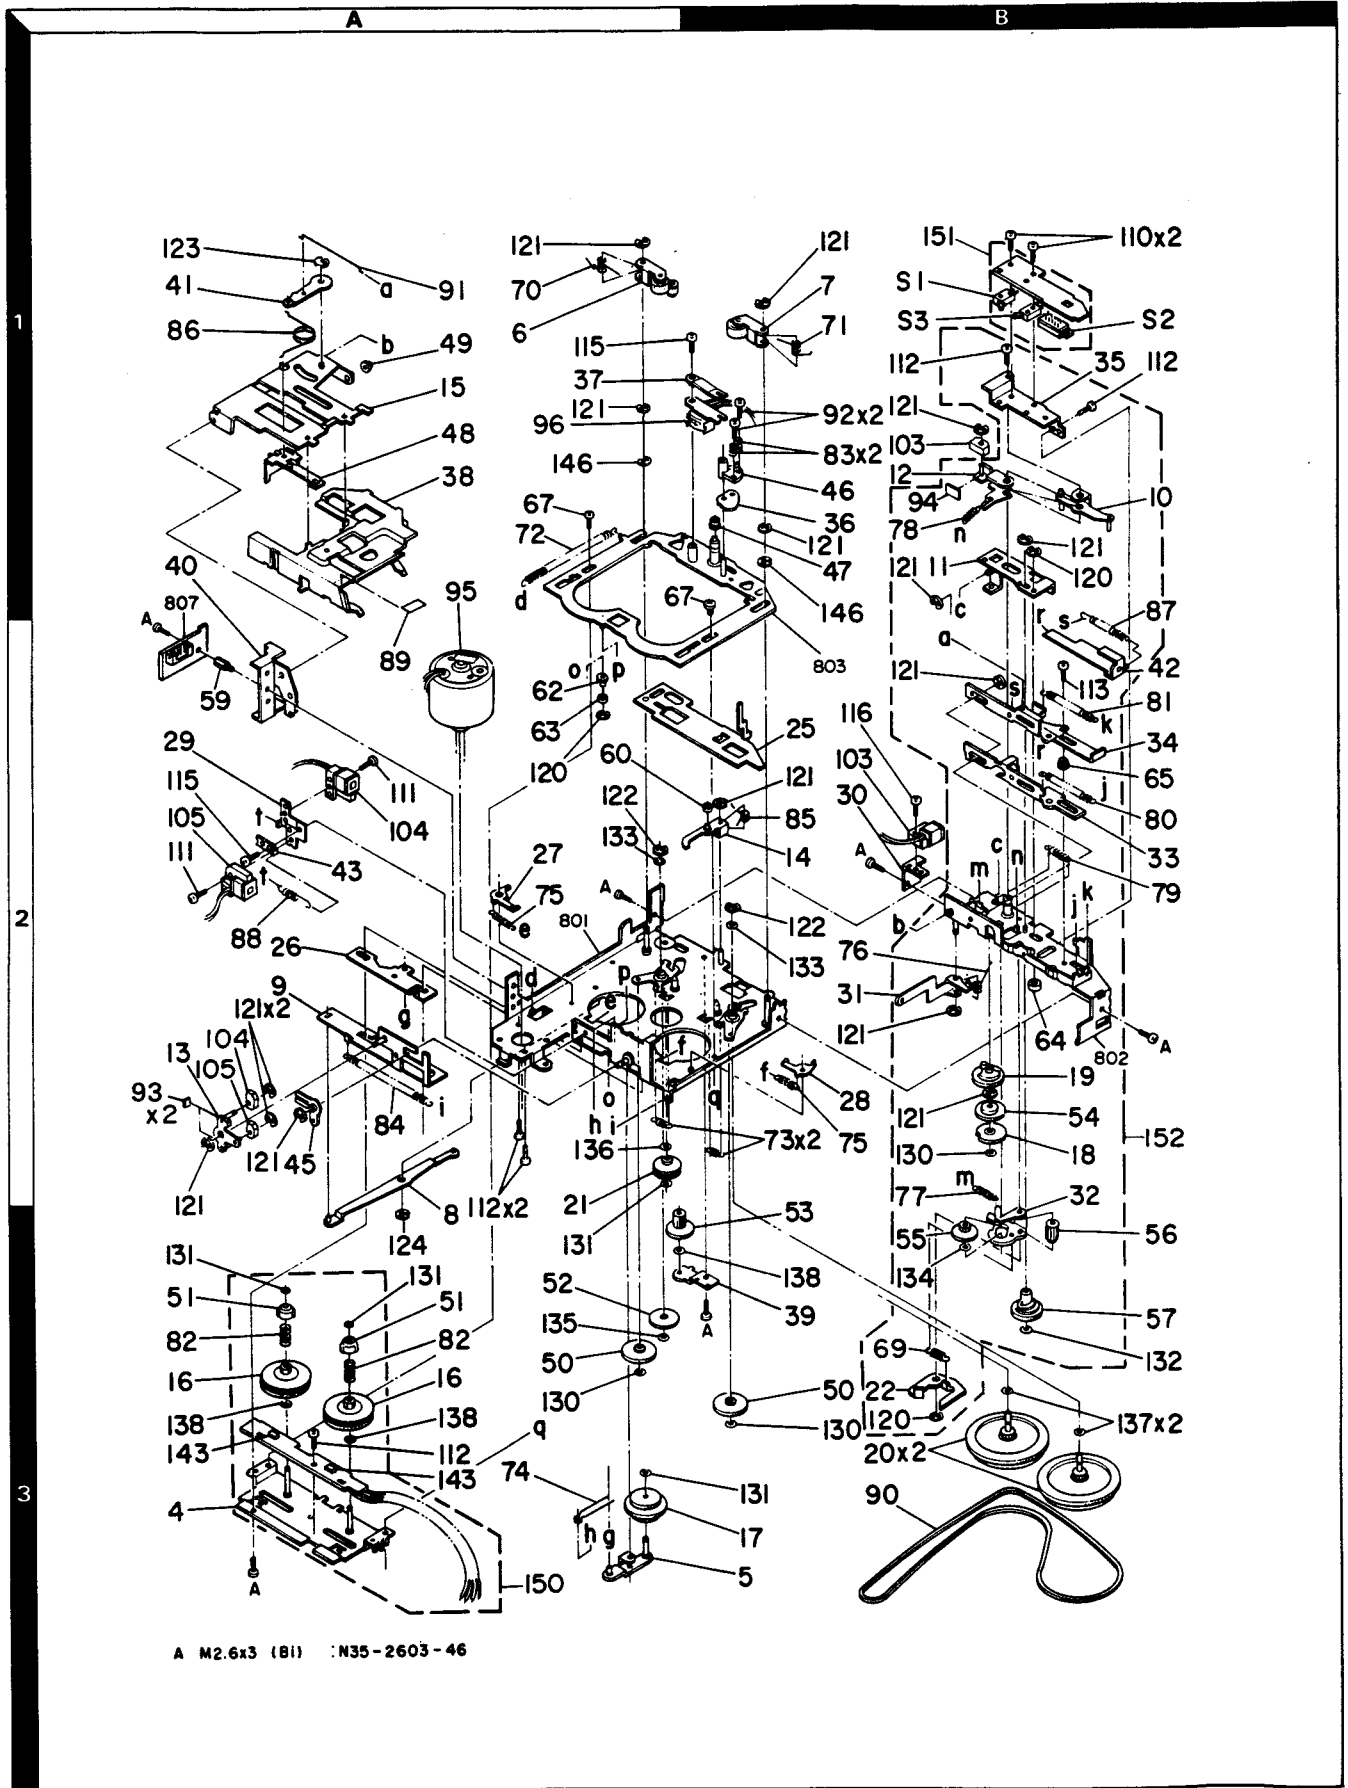 A B
1
2
3
123
41
86
91
a
b
49
15
48
38
40
807
A
59
89
95
121
70
6
115
37
121
96
146
67
72
d
121
7
71
92x2
83x2
46
36
121
47
146
67
803
151
110x2
S1
S3
S2
112
35
112
121
103
12
94
78
n
10
121
120
11
121
c
r
s
87
42
a
121
s
113
81
k
34
r
65
j
80
33
79
o p
62
63
120
25
60
121
85
14
122
133
116
103
30
A
29
115
105
111
t
t
43
88
104
111
27
75
e
A
801
122
133
b
m c n
j k
76
31
121
64
802
A
26
g
9
121x2
13
104
105
93
x2
121
121
45
84
i
8
124
d
p
e
f
o
h i
q
f
28
75
112x2
136
73x2
21
131
53
138
39
A
52
135
50
130
50
130
19
121
54
18
130
152
m
77
32
55
56
134
57
132
69
22
120
137x2
20x2
90
131
51
82
16
138
143
4
A
131
51
82
16
138
112
143
q
150
74
h g
131
17
5
A M2.6x3 (Bi) :N35-2603-46